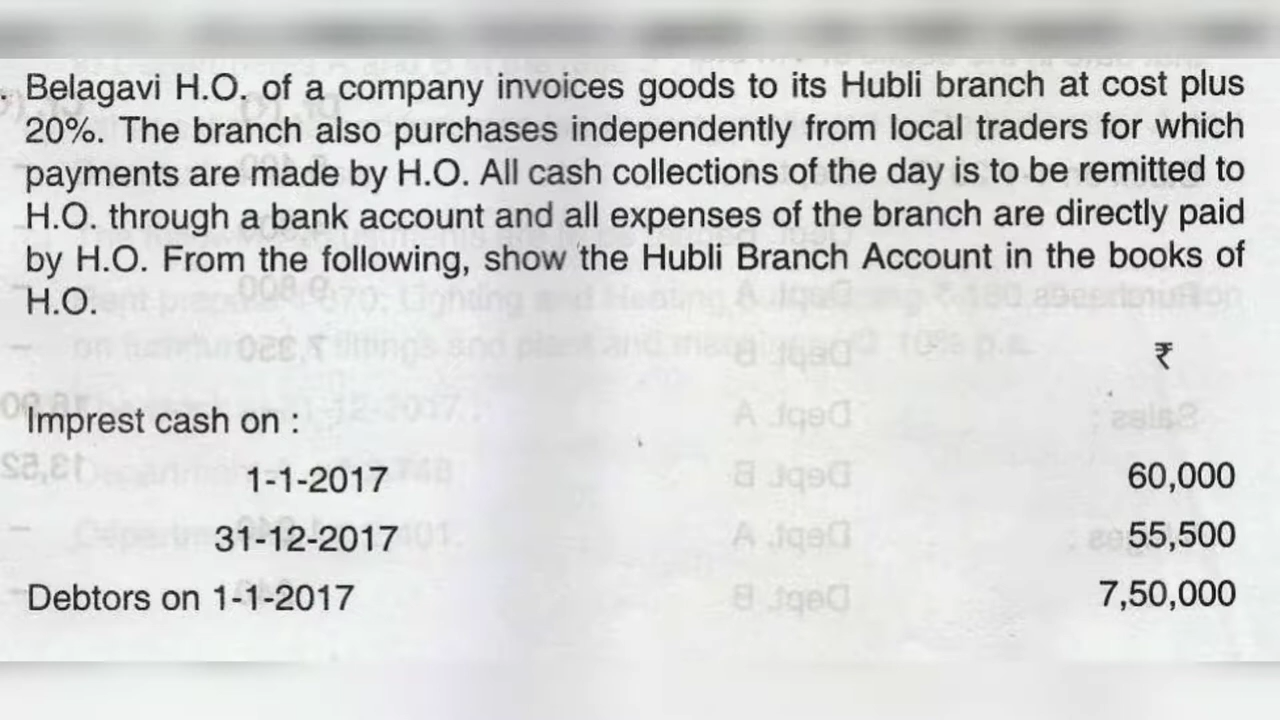 Belagavi H.O. of a company invoices goods to its Hubli branch at cost plus
20%. The branch also purchases independently from local traders for which
payments are made by H.O. All cash collections of the day is to be remitted to
H.O. through a bank account and all expenses of the branch are directly paid
by H.O. From the following, show the Hubli Branch Account in the books of
H.O.
₹
Imprest cash on :
1-1-2017 60,000
31-12-2017 55,500
Debtors on 1-1-2017 7,50,000